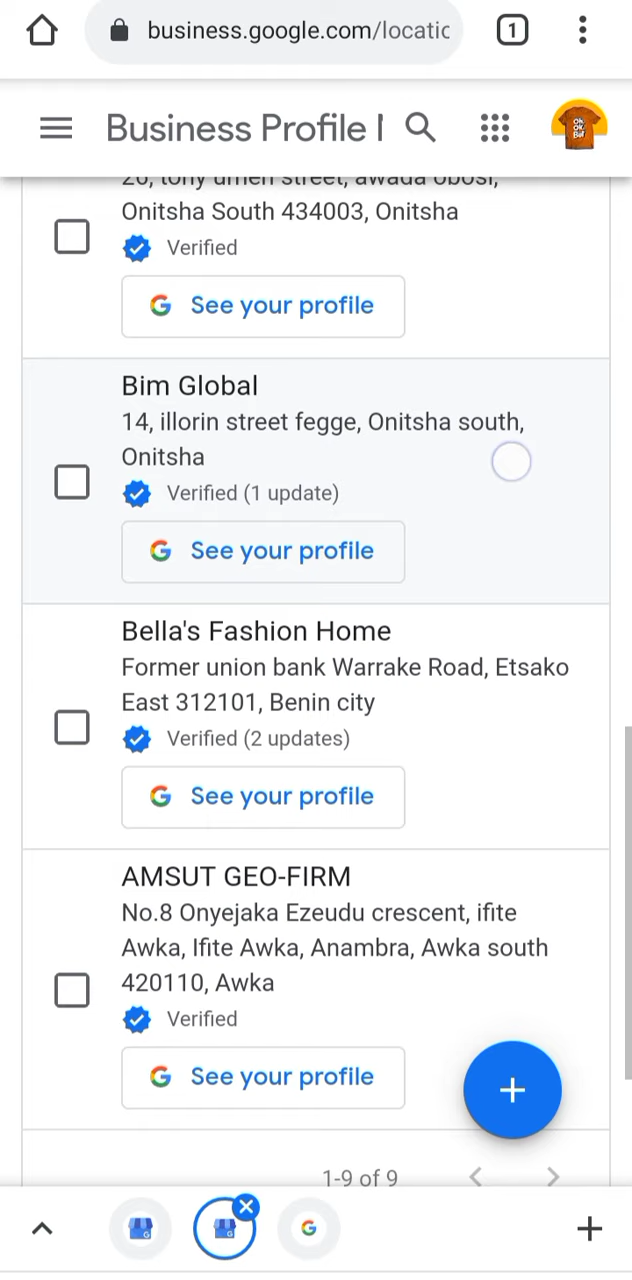 business.google.com/locatic
1
Business Profile
Onitsha South 434003, Onitsha
Verified
See your profile
Bim Global
14, illorin street fegge, Onitsha south,
Onitsha
Verified (1 update)
See your profile
Bella's Fashion Home
Former union bank Warrake Road, Etsako
East 312101, Benin city
Verified (2 updates)
See your profile
AMSUT GEO-FIRM
No.8 Onyejaka Ezeudu crescent, ifite
Awka, Ifite Awka, Anambra, Awka south
420110, Awka
Verified
See your profile
1-9 of 9